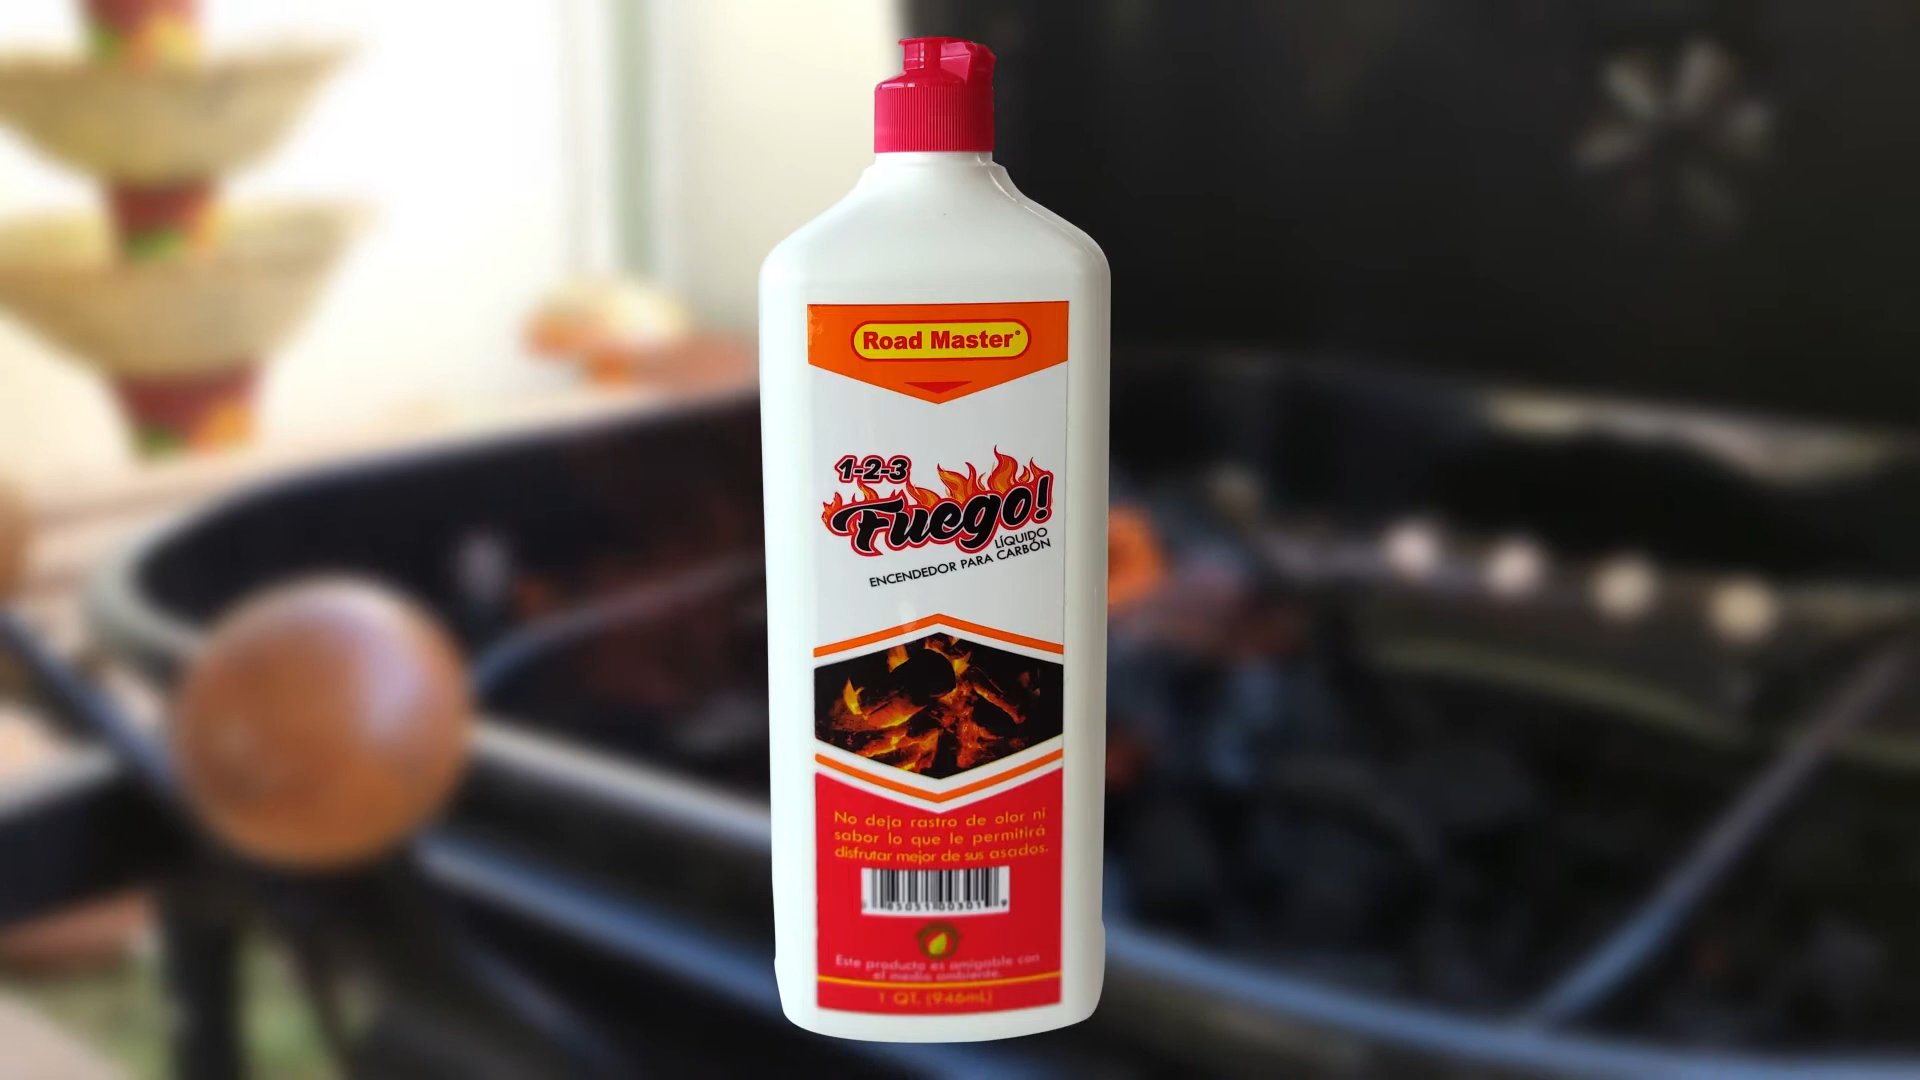 Road Master®
1-2-3
Fuego!
LÍQUIDO
ENCENDEDOR PARA CARBÓN
No deja rastro de olor ni
sabor lo que le permitirá
disfrutar mejor de sus asados.
Este producto es amigable con
el medio ambiente.
1 QT. (946mL)